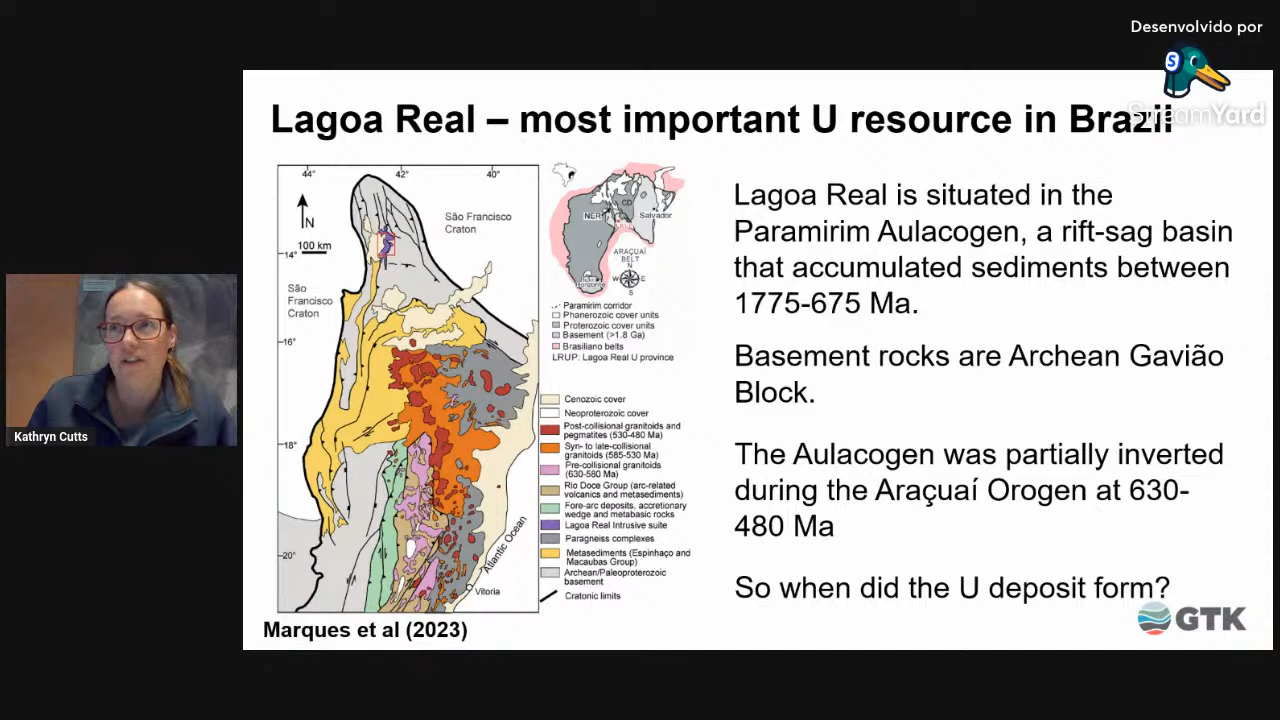 Desenvolvido por
StreamYard
Lagoa Real – most important U resource in Brazil
44°
42°
40°
N
100 km
São Francisco
Craton
14°
São
Francisco
Craton
16°
18°
20°
Atlantic Ocean
Vitoria
NER
CD
Salvador
ARAÇUAÍ
BELT
N
W
E
S
Horizonte
Paramirim corridor
Phanerozoic cover units
Proterozoic cover units
Basement (>1.8 Ga)
Brasiliano belts
LRUP: Lagoa Real U province
Cenozoic cover
Neoproterozoic cover
Post-collisional granitoids and
pegmatites (530-480 Ma)
Syn- to late-collisional
granitoids (585-530 Ma)
Pre-collisional granitoids
(630-580 Ma)
Rio Doce Group (arc-related
volcanics and metasediments)
Fore-arc deposits, accretionary
wedge and metabasic rocks
Lagoa Real Intrusive suite
Paragneiss complexes
Metasediments (Espinhaço and
Macaubas Group)
Archean/Paleoproterozoic
basement
Cratonic limits
Marques et al (2023)
Lagoa Real is situated in the
Paramirim Aulacogen, a rift-sag basin
that accumulated sediments between
1775-675 Ma.
Basement rocks are Archean Gavião
Block.
The Aulacogen was partially inverted
during the Araçuaí Orogen at 630-
480 Ma
So when did the U deposit form?
GTK
Kathryn Cutts